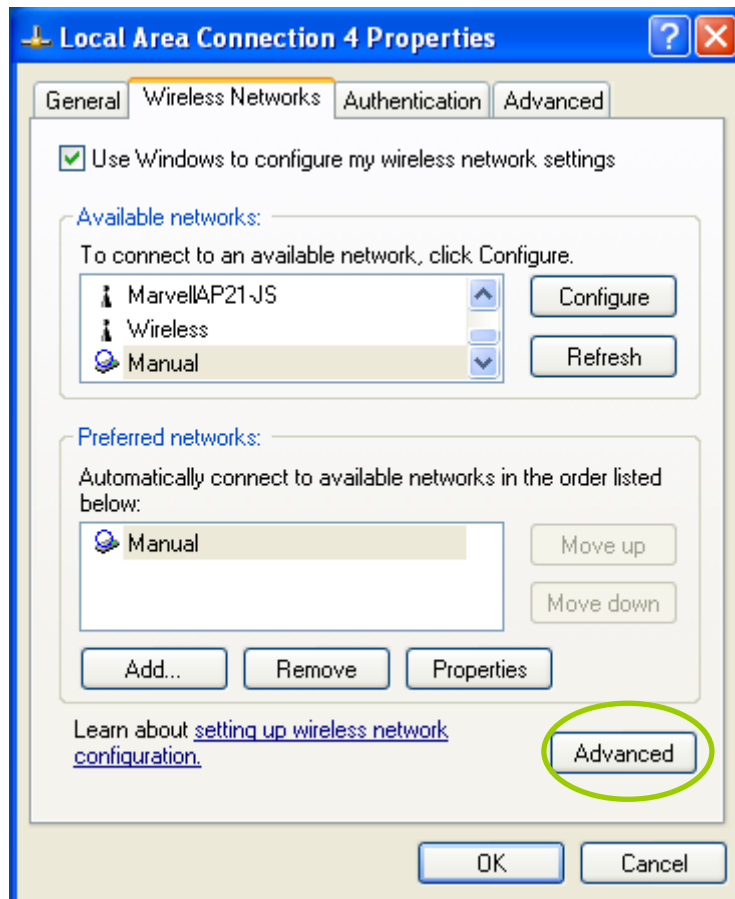 Local Area Connection 4 Properties
General Wireless Networks Authentication Advanced
Use Windows to configure my wireless network settings
Available networks:
To connect to an available network, click Configure.
MarvellAP21-JS
Wireless
Manual
Configure
Refresh
Preferred networks:
Automatically connect to available networks in the order listed
below:
Manual
Move up
Move down
Add... Remove Properties
Learn about setting up wireless network
configuration.
Advanced
OK Cancel